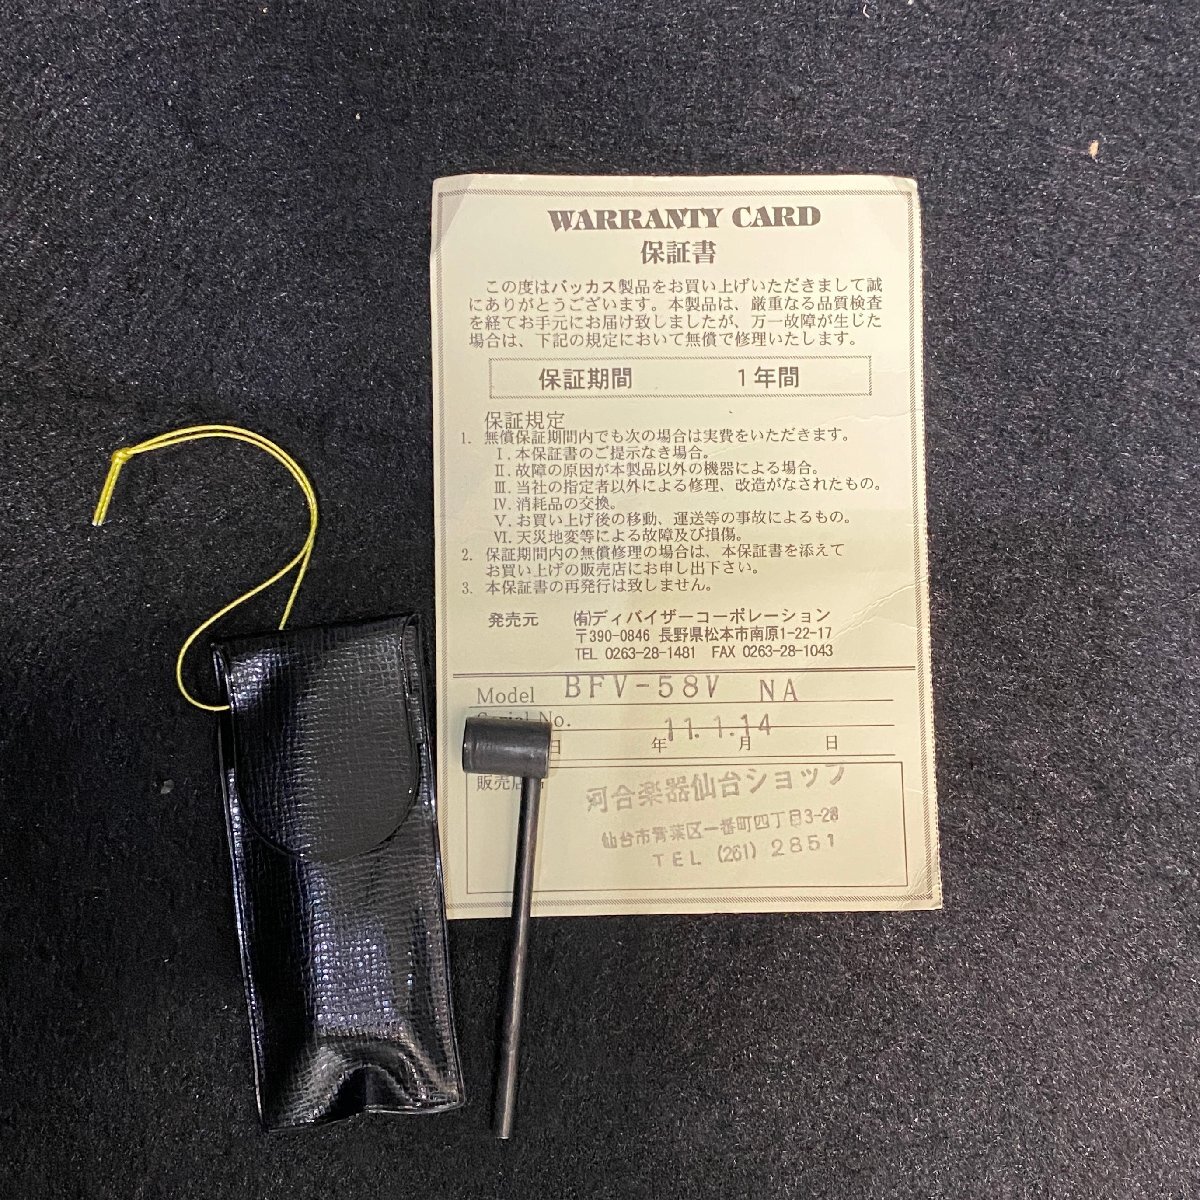 WARRANTY CARD
保証書
この度はバッカス製品をお買い上げいただきまして誠
にありがとうございます。本製品は、厳重なる品質検査
を経てお手元にお届け致しましたが、万一故障が生じた
場合は、下記の規定において無償で修理いたします。
保証期間 1年間
保証規定
1. 無償保証期間内でも次の場合は実費をいただきます。
Ⅰ. 本保証書のご提示なき場合。
Ⅱ. 故障の原因が本製品以外の機器による場合。
Ⅲ. 当社の指定者以外による修理、改造がなされたもの。
Ⅳ. 消耗品の交換。
Ⅴ. お買い上げ後の移動、運送等の事故によるもの。
Ⅵ. 天災地変等による故障及び損傷。
2. 保証期間内の無償修理の場合は、本保証書を添えて
お買い上げの販売店にお申し出下さい。
3. 本保証書の再発行は致しません。
発売元 ㈲ディバイザーコーポレーション
〒390-0846 長野県松本市南原1-22-17
TEL 0263-28-1481 FAX 0263-28-1043
Model BFV-58V NA
No.
11.1.14
日 年 月 日
販売店
河合楽器仙台ショップ
仙台市青葉区一番町四丁目3-28
TEL (261) 2851